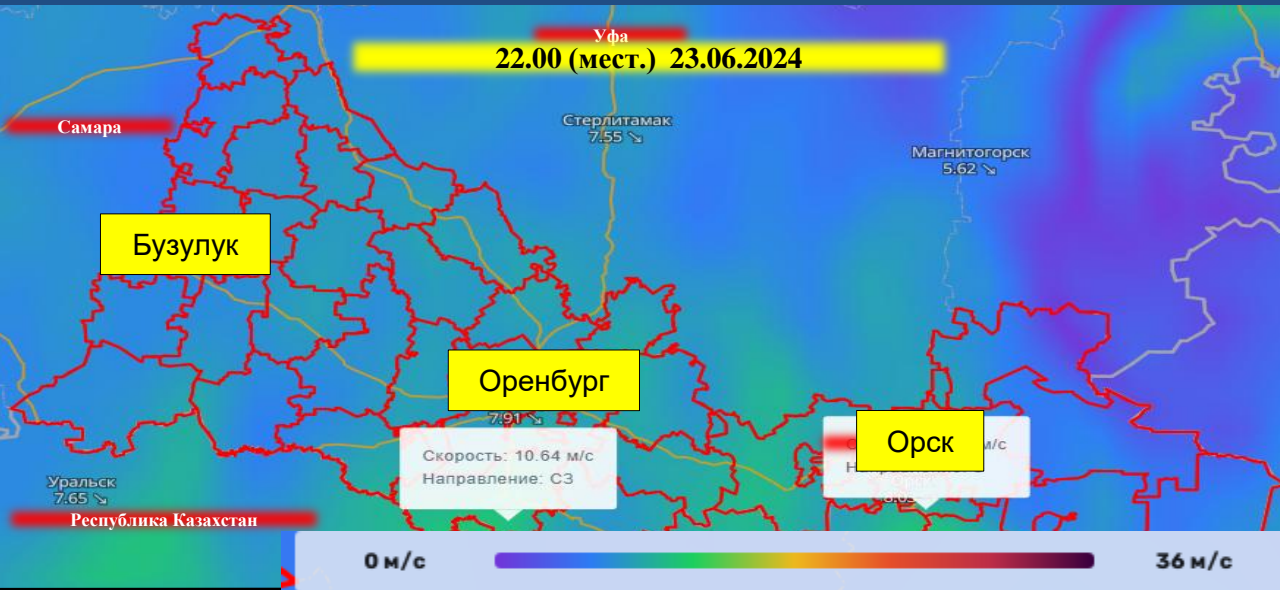 Уфа
22.00 (мест.) 23.06.2024
Самара
Стерлитамак
7.55 ↘
Магнитогорск
5.62 ↘
Бузулук
Оренбург
7.91 ↘
Орск
м/с
Скорость: 10.64 м/с
Направление: СЗ
Уральск
7.65 ↘
Республика Казахстан
0 м/с
36 м/с